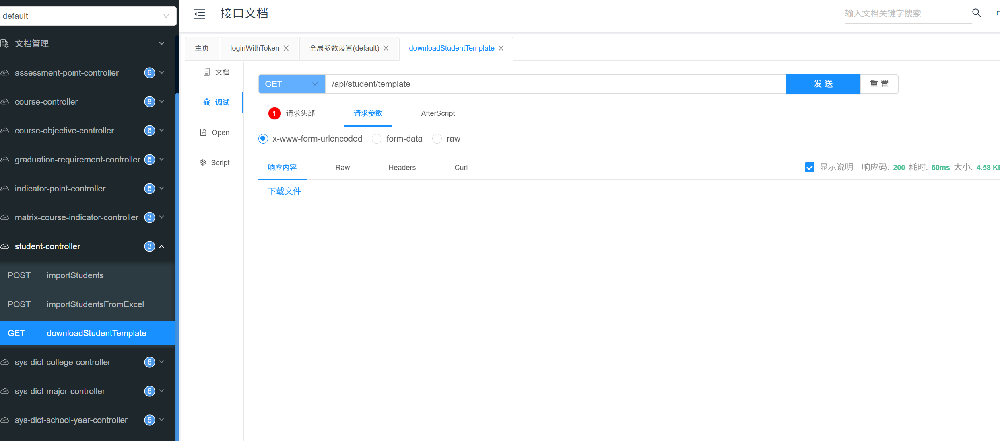 default
文档管理
assessment-point-controller 6
course-controller 8
course-objective-controller 6
graduation-requirement-controller 5
indicator-point-controller 5
matrix-course-indicator-controller 3
student-controller 3
POST importStudents
POST importStudentsFromExcel
GET downloadStudentTemplate
sys-dict-college-controller 6
sys-dict-major-controller 6
sys-dict-school-year-controller 5
接口文档
输入文档关键字搜索
主页 loginWithToken 全局参数设置(default) downloadStudentTemplate
文档
调试
Open
Script
GET /api/student/template 发 送 重 置
1 请求头部 请求参数 AfterScript
x-www-form-urlencoded form-data raw
响应内容 Raw Headers Curl 显示说明 响应码: 200 耗时: 60ms 大小: 4.58
下载文件